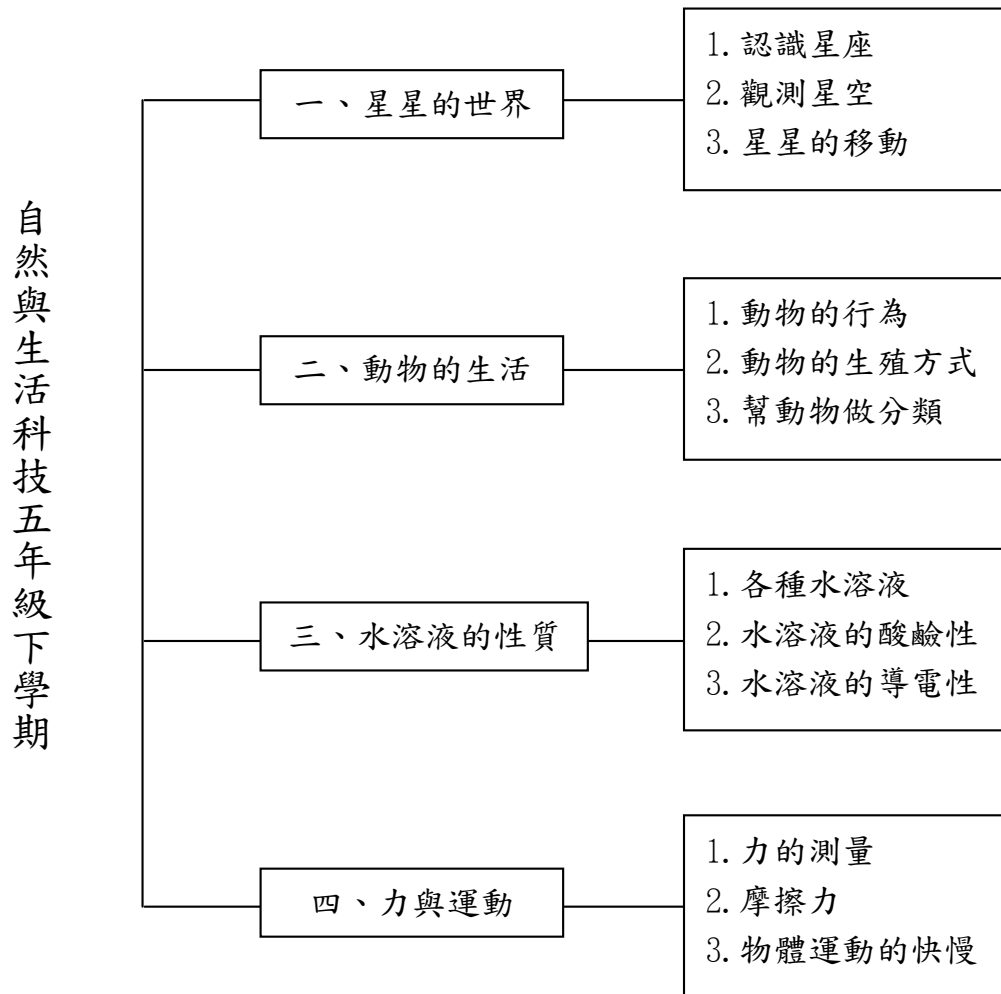 自然與生活科技五年級下學期
一、星星的世界
1.認識星座
2.觀測星空
3.星星的移動
二、動物的生活
1.動物的行為
2.動物的生殖方式
3.幫動物做分類
三、水溶液的性質
1.各種水溶液
2.水溶液的酸鹼性
3.水溶液的導電性
四、力與運動
1.力的測量
2.摩擦力
3.物體運動的快慢